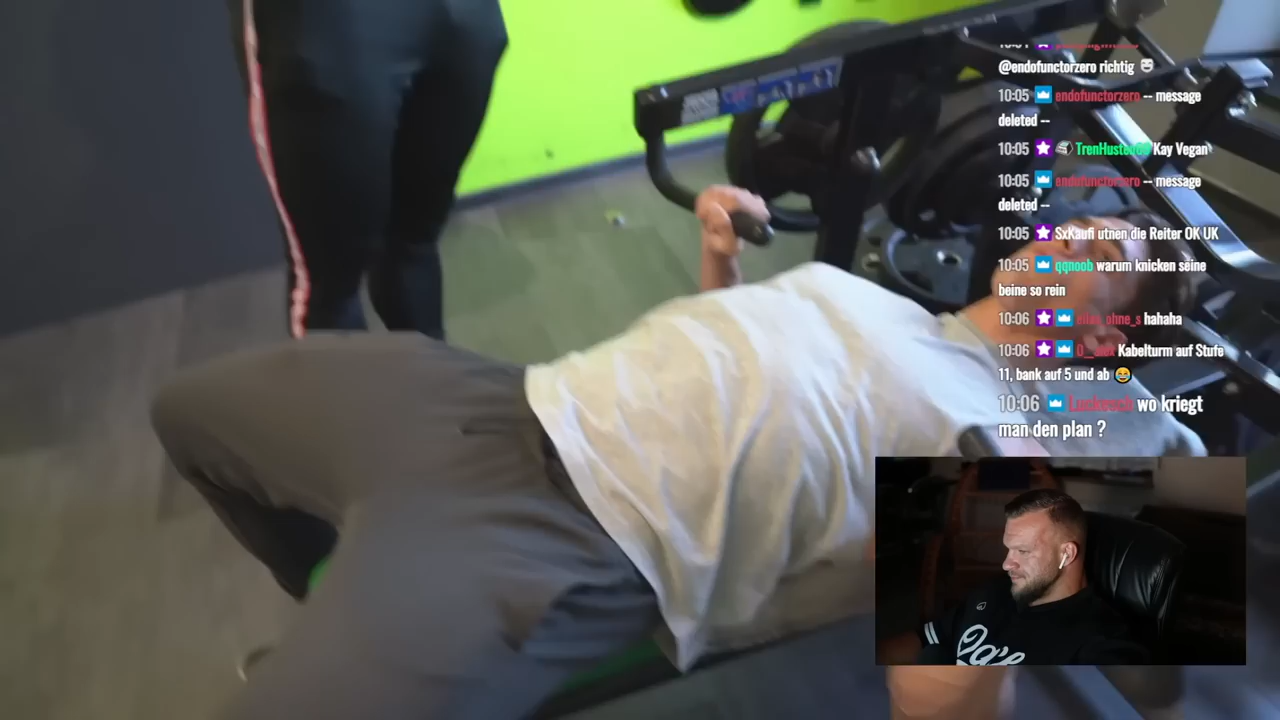 @endofunctorzero richtig
10:05 endofunctorzero -- message
deleted --
10:05 Kay Vegan
10:05 endofunctorzero -- message
deleted --
10:05 SxKaufi utnen die Reiter OK UK
10:05 qqnoob warum knicken seine
beine so rein
10:06 hahaha
10:06 Kabelturm auf Stufe
11, bank auf 5 und ab
10:06 wo kriegt
man den plan ?